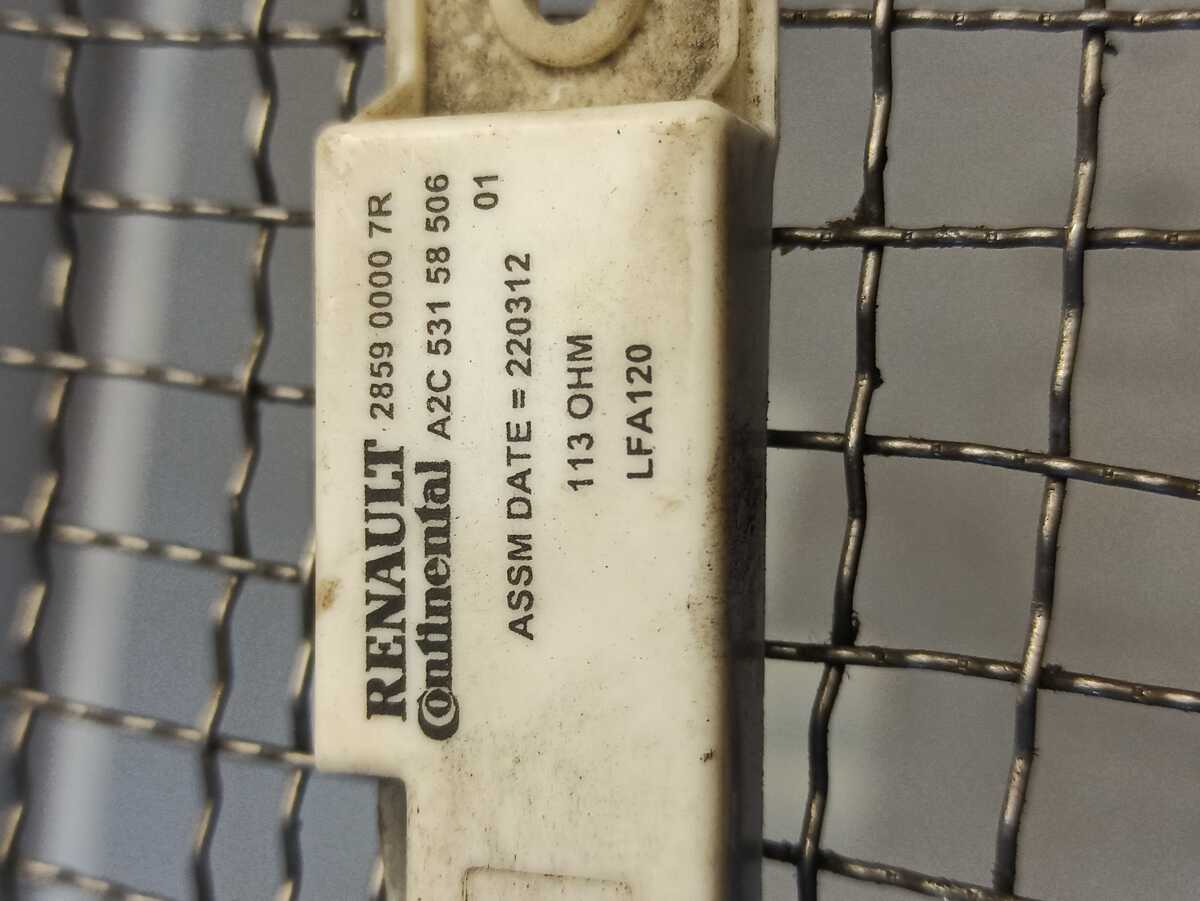 RENAULT 2859 0000 7R
Continental A2C 531 58 506
01
ASSM DATE = 220312
113 OHM
LFA120